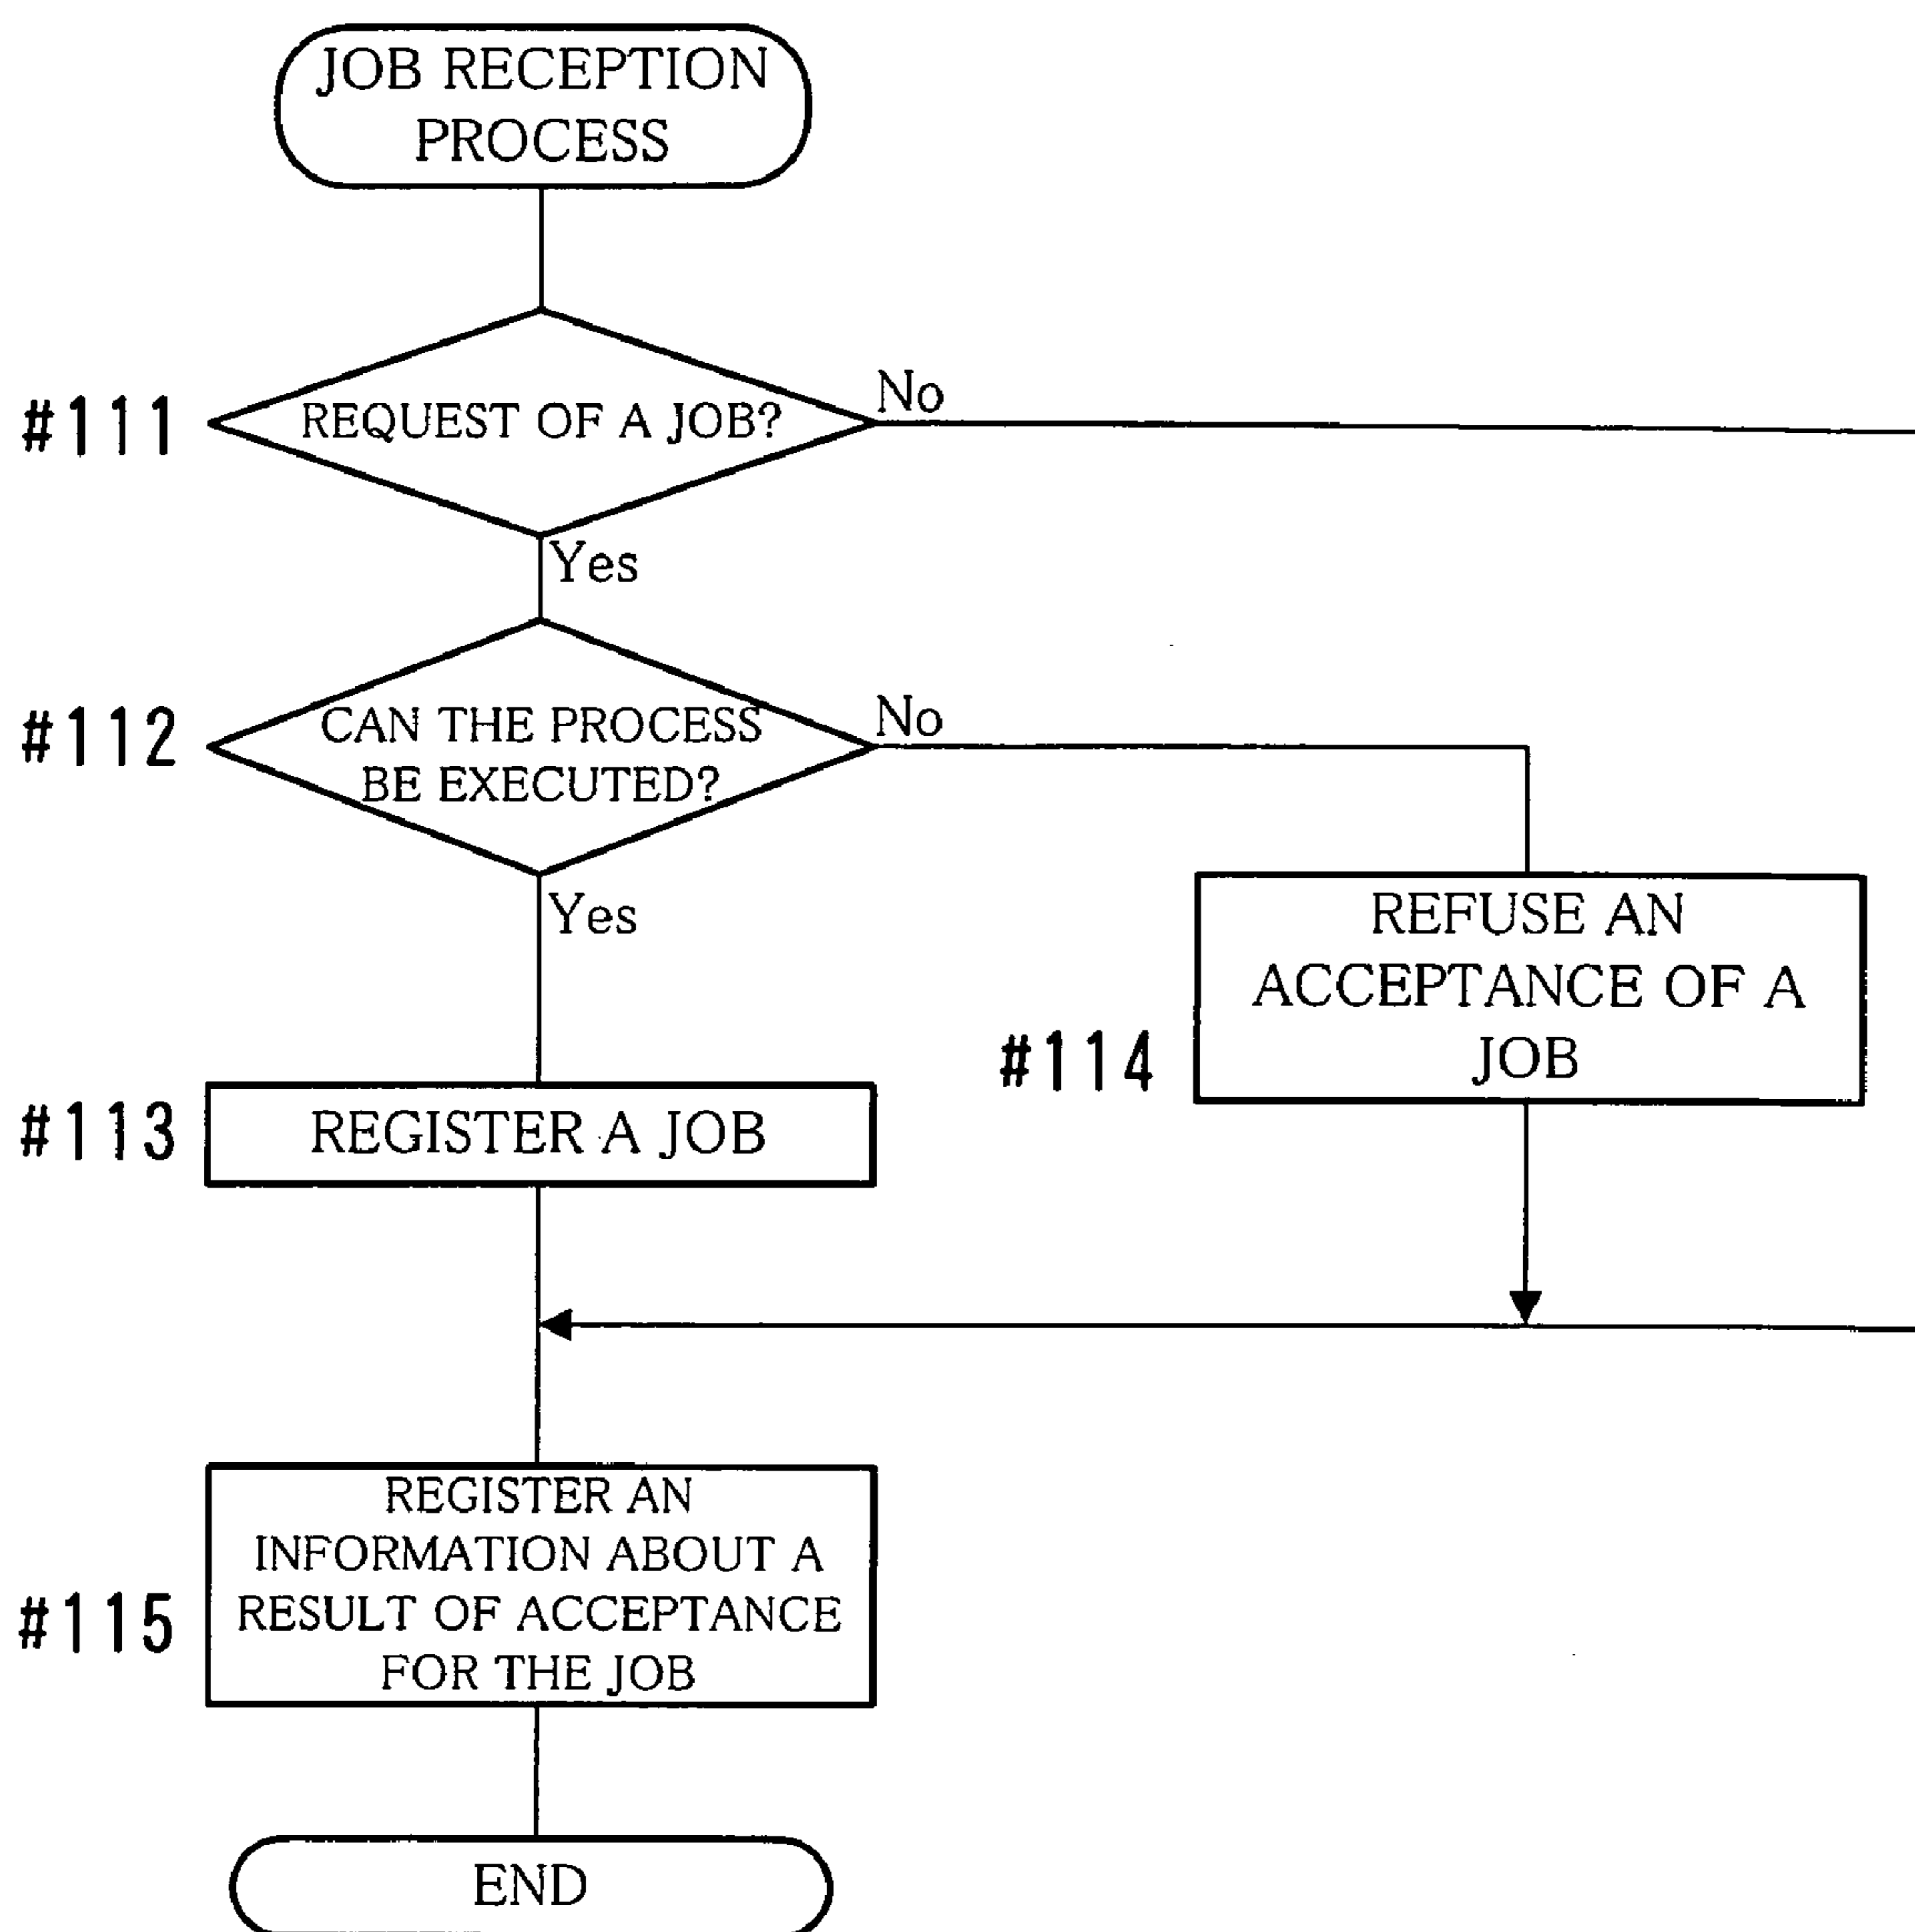 JOB RECEPTION
PROCESS
#111
REQUEST OF A JOB?
No
Yes
#112
CAN THE PROCESS
BE EXECUTED?
No
Yes
REFUSE AN
ACCEPTANCE OF A
JOB
#114
#113
REGISTER A JOB
#115
REGISTER AN
INFORMATION ABOUT A
RESULT OF ACCEPTANCE
FOR THE JOB
END